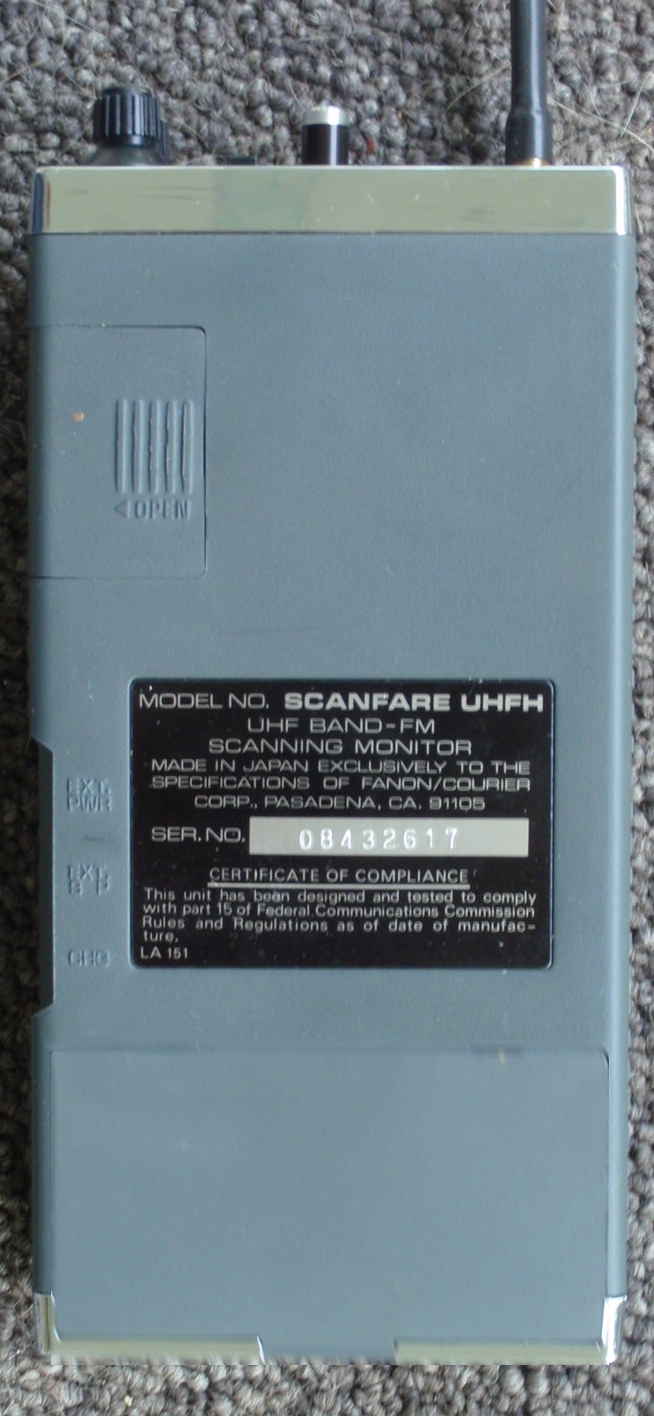 ◁OPEN
MODEL NO. SCANFARE UHFH
UHF BAND-FM
SCANNING MONITOR
MADE IN JAPAN EXCLUSIVELY TO THE
SPECIFICATIONS OF FANON/COURIER
CORP., PASADENA, CA. 91105
EXT.
PWR
SER. NO. 08432617
EXT.
CERTIFICATE OF COMPLIANCE
This unit has been designed and tested to comply
with part 15 of Federal Communications Commission
Rules and Regulations as of date of manufac-
ture.
LA 151
CHG